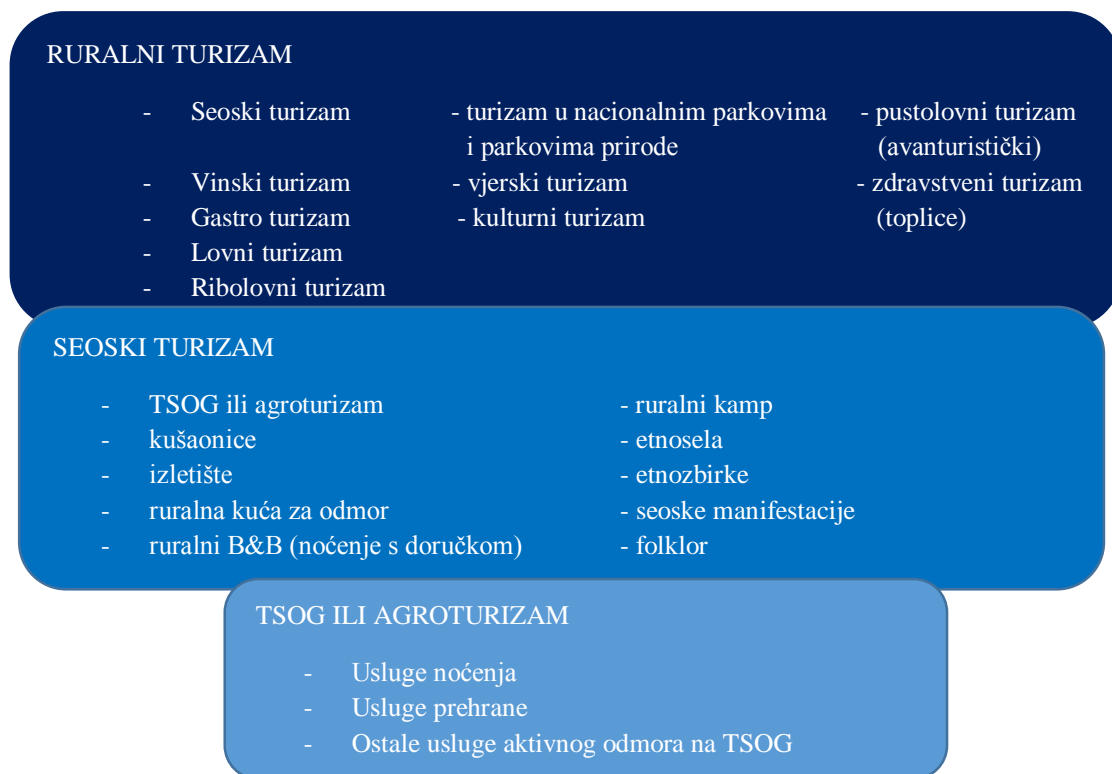 RURALNI TURIZAM
- Seoski turizam - turizam u nacionalnim parkovima - pustolovni turizam
i parkovima prirode (avanturistički)
- Vinski turizam - vjerski turizam - zdravstveni turizam
- Gastro turizam - kulturni turizam (toplice)
- Lovni turizam
- Ribolovni turizam
SEOSKI TURIZAM
- TSOG ili agroturizam - ruralni kamp
- kušaonice - etnosela
- izletište - etnozbirke
- ruralna kuća za odmor - seoske manifestacije
- ruralni B&B (noćenje s doručkom) - folklor
TSOG ILI AGROTURIZAM
- Usluge noćenja
- Usluge prehrane
- Ostale usluge aktivnog odmora na TSOG